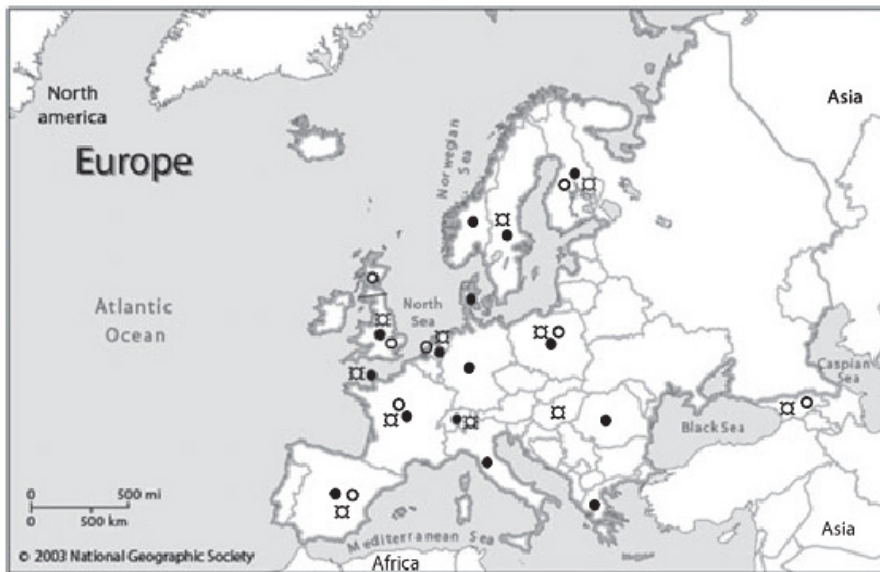 North
america
Asia
Europe
Norwegian
Sea
Atlantic
Ocean
North
Sea
Caspian
Sea
Black Sea
0 500 mi
0 500 km
Mediterranean Sea
Asia
© 2003 National Geographic Society
Africa